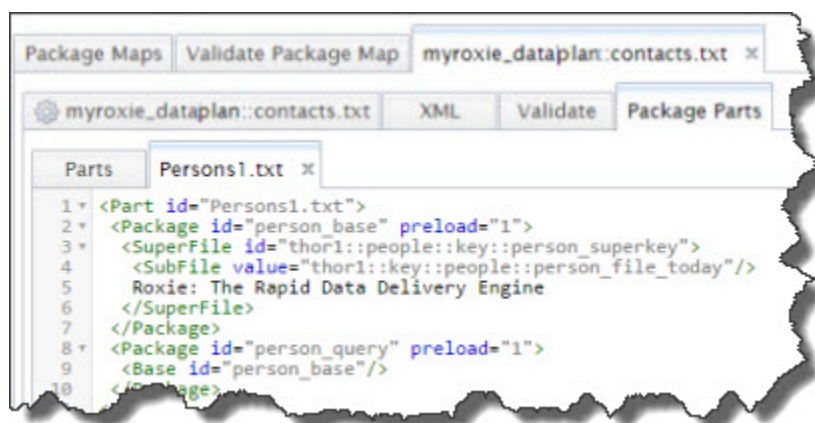 Package Maps Validate Package Map myroxie_dataplan::contacts.txt x
myroxie_dataplan::contacts.txt XML Validate Package Parts
Parts Persons1.txt x
1 <Part id="Persons1.txt">
2 <Package id="person_base" preload="1">
3 <SuperFile id="thor1::people::key::person_superkey">
4 <SubFile value="thor1::key::people::person_file_today"/>
5 Roxie: The Rapid Data Delivery Engine
6 </SuperFile>
7 </Package>
8 <Package id="person_query" preload="1">
9 <Base id="person_base"/>
10 </Package>